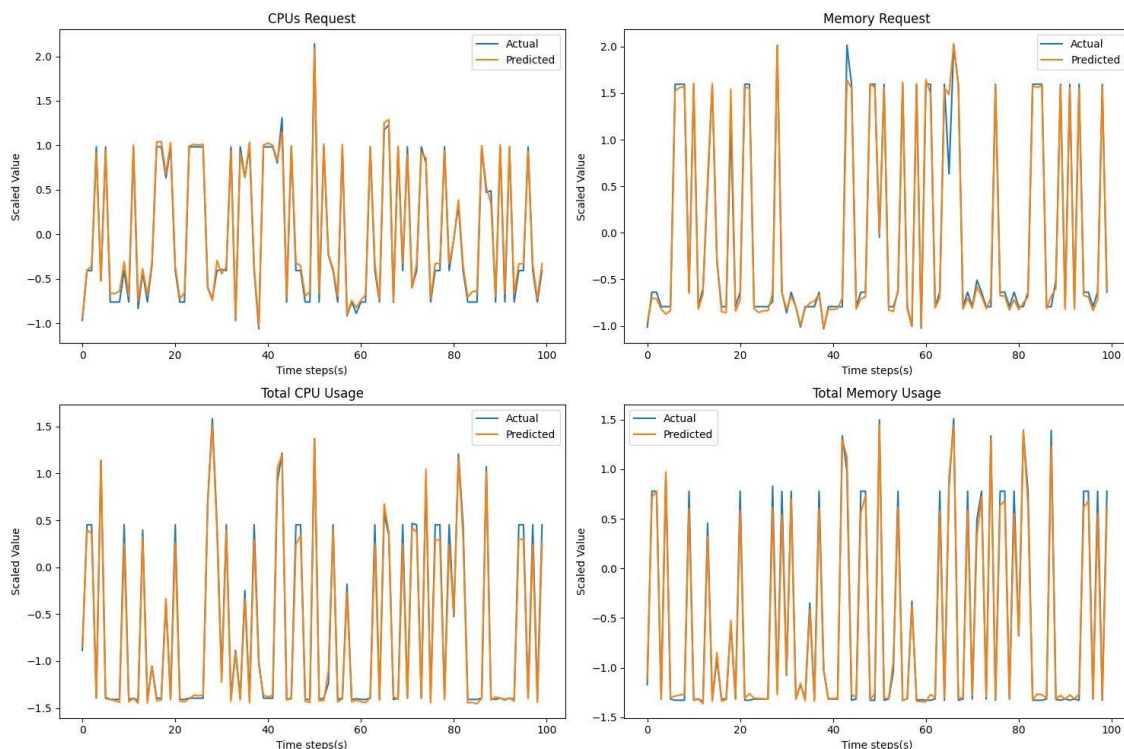 CPUs Request
Scaled Value
2.0
1.5
1.0
0.5
0.0
−0.5
−1.0
Actual
Predicted
0
20
40
60
80
100
Time steps(s)
Memory Request
Scaled Value
2.0
1.5
1.0
0.5
0.0
−0.5
−1.0
Actual
Predicted
0
20
40
60
80
100
Time steps(s)
Total CPU Usage
Scaled Value
1.5
1.0
0.5
0.0
−0.5
−1.0
−1.5
Actual
Predicted
0
20
40
60
80
100
Time steps(s)
Total Memory Usage
Scaled Value
1.5
1.0
0.5
0.0
−0.5
−1.0
−1.5
Actual
Predicted
0
20
40
60
80
100
Time steps(s)